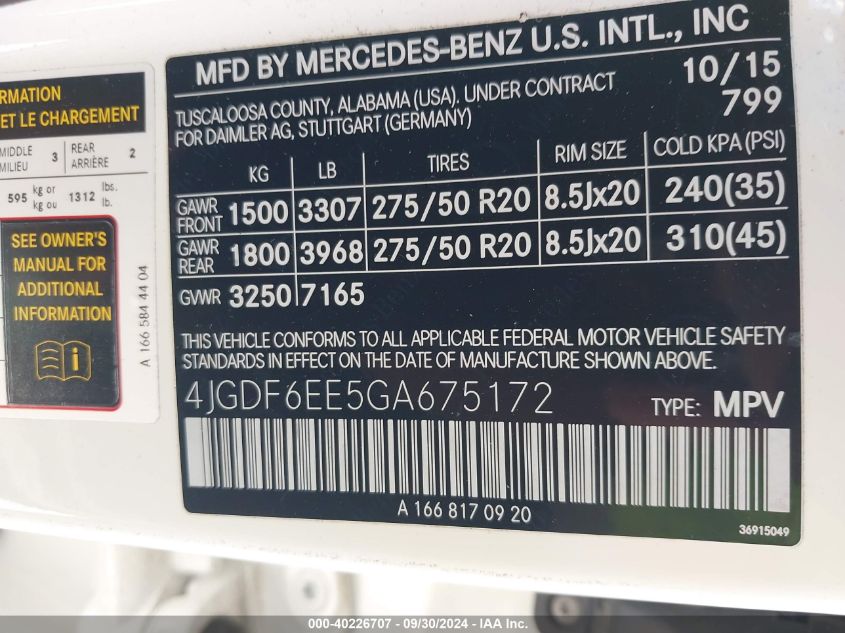 RMATION
ET LE CHARGEMENT
MIDDLE
MILIEU 3 REAR
ARRIÈRE 2
595 kg or
kg ou 1312 lbs.
lb.
SEE OWNER'S
MANUAL FOR
ADDITIONAL
INFORMATION
A 166 584 44 04
MFD BY MERCEDES-BENZ U.S. INTL., INC
TUSCALOOSA COUNTY, ALABAMA (USA). UNDER CONTRACT 10/15
FOR DAIMLER AG, STUTTGART (GERMANY) 799
KG LB TIRES RIM SIZE COLD KPA (PSI)
GAWR
FRONT 1500 3307 275/50 R20 8.5Jx20 240(35)
GAWR
REAR 1800 3968 275/50 R20 8.5Jx20 310(45)
GVWR 3250 7165
THIS VEHICLE CONFORMS TO ALL APPLICABLE FEDERAL MOTOR VEHICLE SAFETY
STANDARDS IN EFFECT ON THE DATE OF MANUFACTURE SHOWN ABOVE.
4JGDF6EE5GA675172 TYPE: MPV
A 166 817 09 20
36915049
000-40226707 - 09/30/2024 - IAA Inc.